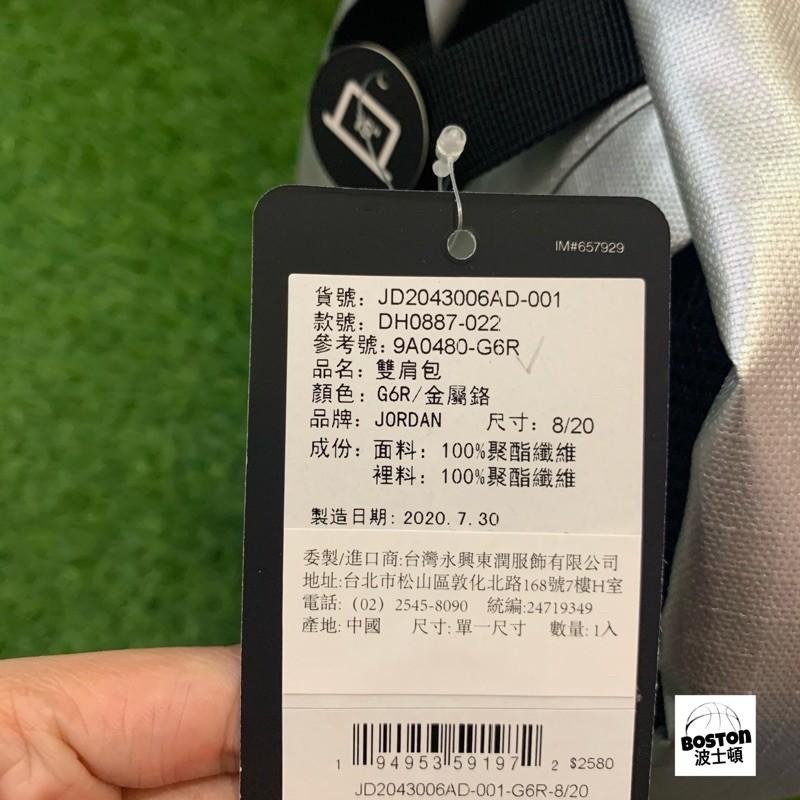 IM#657929
貨號: JD2043006AD-001
款號: DH0887-022
參考號: 9A0480-G6R
品名: 雙肩包
顏色: G6R/金屬鉻
品牌: JORDAN 尺寸: 8/20
成份: 面料: 100%聚酯纖維
裡料: 100%聚酯纖維
製造日期: 2020.7.30
委製/進口商:台灣永興東潤服飾有限公司
地址:台北市松山區敦化北路168號7樓H室
電話: (02) 2545-8090 統編:24719349
產地: 中國 尺寸: 單一尺寸 數量: 1入
1 94953 59197 2 $2580
JD2043006AD-001-G6R-8/20
BOSTON
波士頓